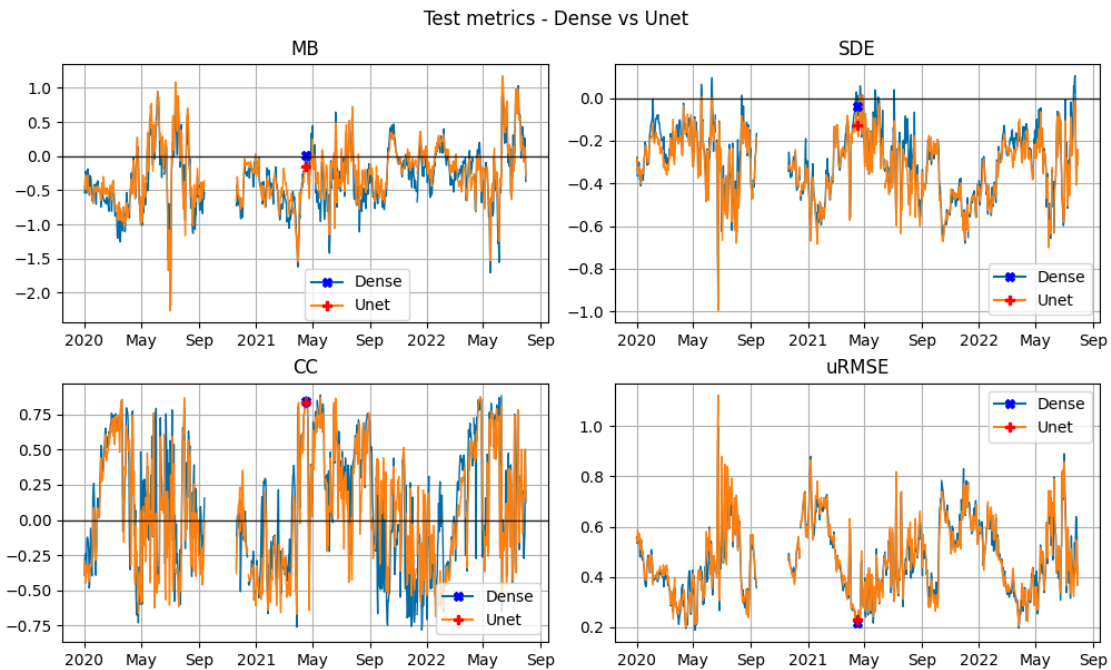 Test metrics - Dense vs Unet
MB
1.0
0.5
0.0
−0.5
−1.0
−1.5
−2.0
Dense
Unet
2020 May Sep 2021 May Sep 2022 May Sep
SDE
0.0
−0.2
−0.4
−0.6
−0.8
−1.0
Dense
Unet
2020 May Sep 2021 May Sep 2022 May Sep
CC
0.75
0.50
0.25
0.00
−0.25
−0.50
−0.75
Dense
Unet
2020 May Sep 2021 May Sep 2022 May Sep
uRMSE
1.0
0.8
0.6
0.4
0.2
Dense
Unet
2020 May Sep 2021 May Sep 2022 May Sep